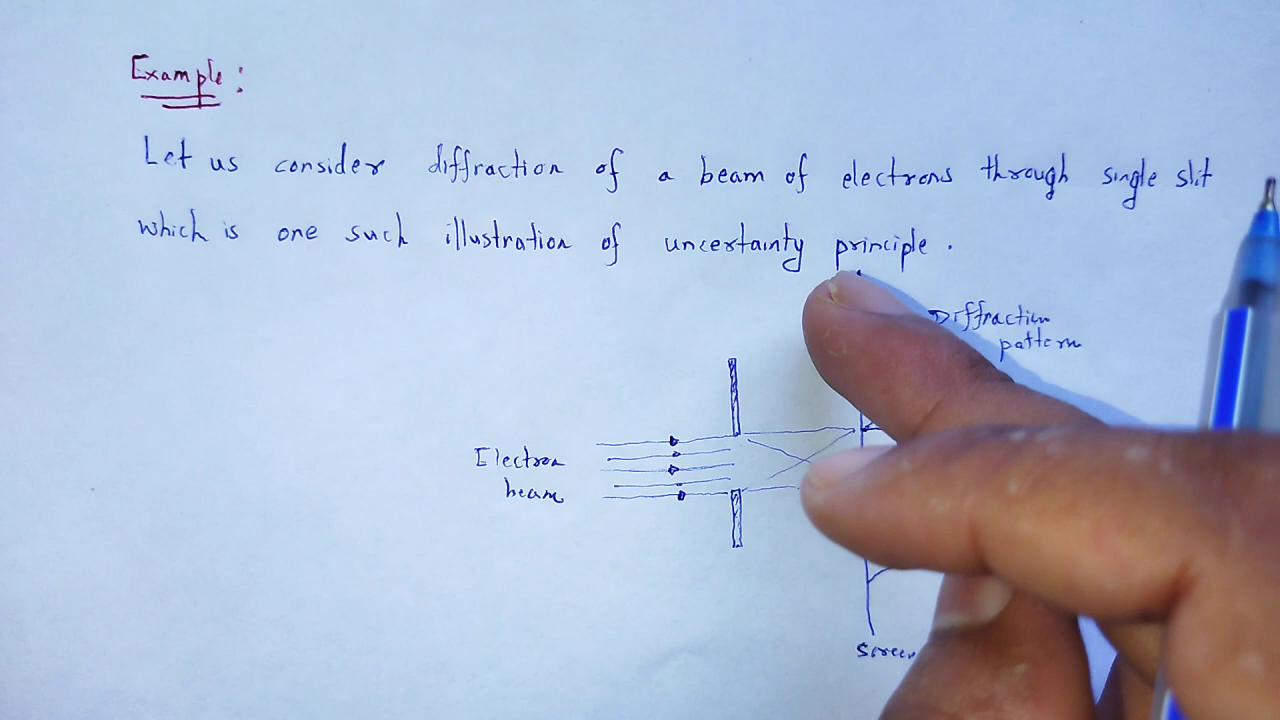 Example:
Let us consider diffraction of a beam of electrons through single slit
which is one such illustration of uncertainty principle.
Diffraction
pattern
Electron
beam
Screen